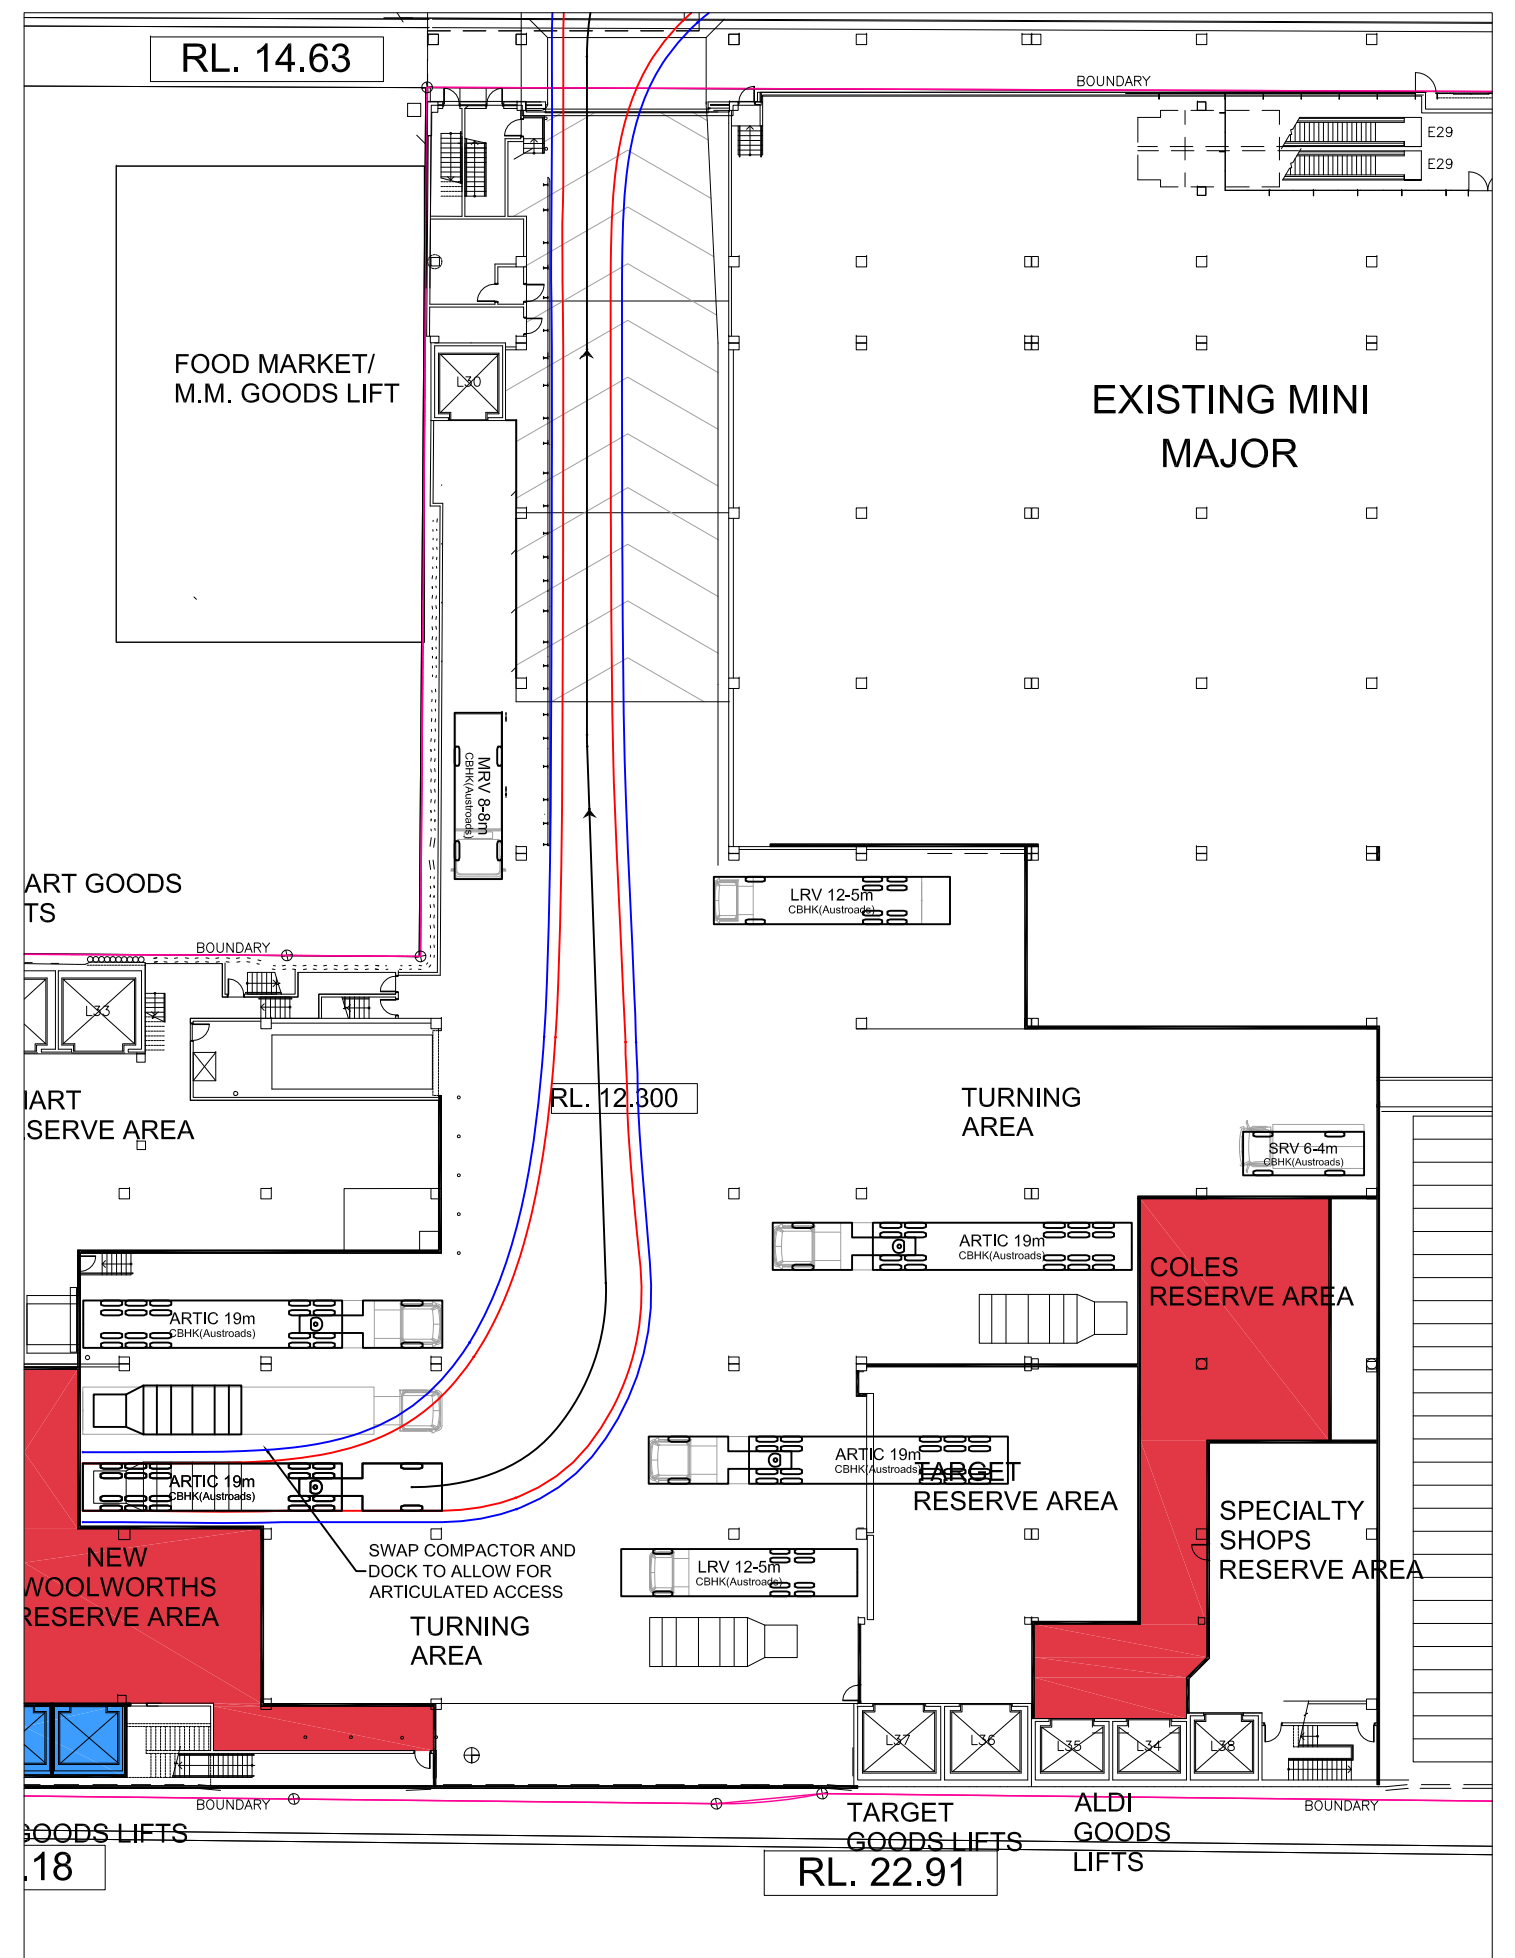 RL. 14.63
BOUNDARY
E29
E29
FOOD MARKET/
M.M. GOODS LIFT
L30
EXISTING MINI
MAJOR
MRV 8-8m
CBHK(Austroads)
ART GOODS
TS
LRV 12-5m
CBHK(Austroads)
BOUNDARY
L33
RL. 12.300
TURNING
AREA
IART
SERVE AREA
SRV 6-4m
CBHK(Austroads)
ARTIC 19m
CBHK(Austroads)
COLES
RESERVE AREA
ARTIC 19m
CBHK(Austroads)
ARTIC 19m
CBHK(Austroads)
TARGET
RESERVE AREA
ARTIC 19m
CBHK(Austroads)
SPECIALTY
SHOPS
RESERVE AREA
SWAP COMPACTOR AND
DOCK TO ALLOW FOR
ARTICULATED ACCESS
NEW
WOOLWORTHS
RESERVE AREA
LRV 12-5m
CBHK(Austroads)
TURNING
AREA
L37
L36
L35
L34
L38
BOUNDARY
BOUNDARY
TARGET
GOODS LIFTS
ALDI
GOODS
LIFTS
GOODS LIFTS
.18
RL. 22.91